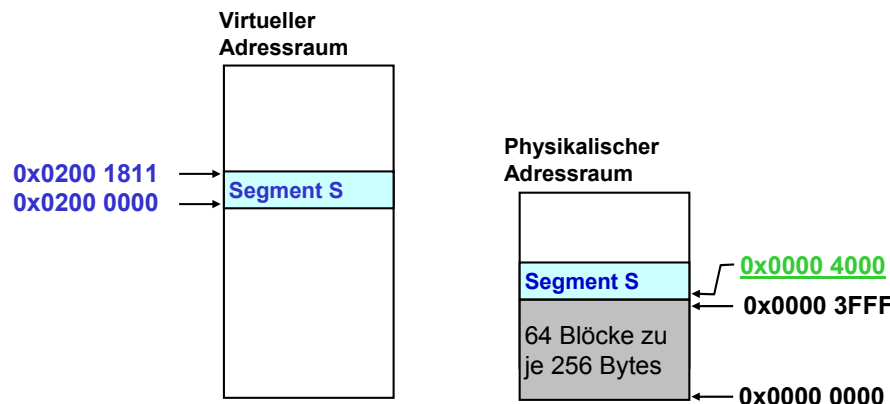 Virtueller
Adressraum
0x0200 1811
0x0200 0000
Segment S
Physikalischer
Adressraum
Segment S
0x0000 4000
0x0000 3FFF
64 Blöcke zu
je 256 Bytes
0x0000 0000